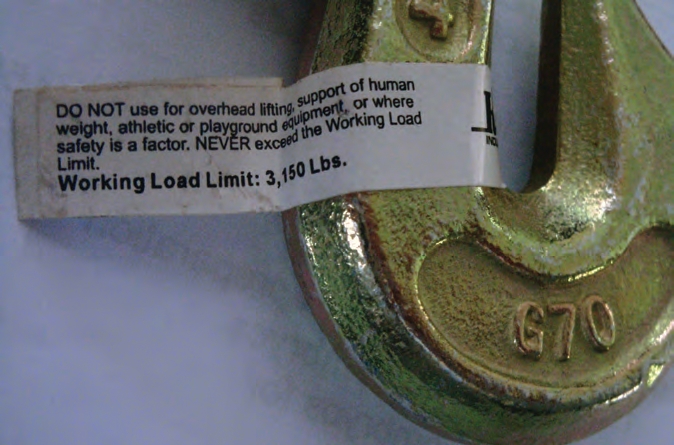 4
DO NOT use for overhead lifting, support of human
weight, athletic or playground equipment, or where
safety is a factor. NEVER exceed the Working Load
Limit.
Working Load Limit: 3,150 Lbs.
G70